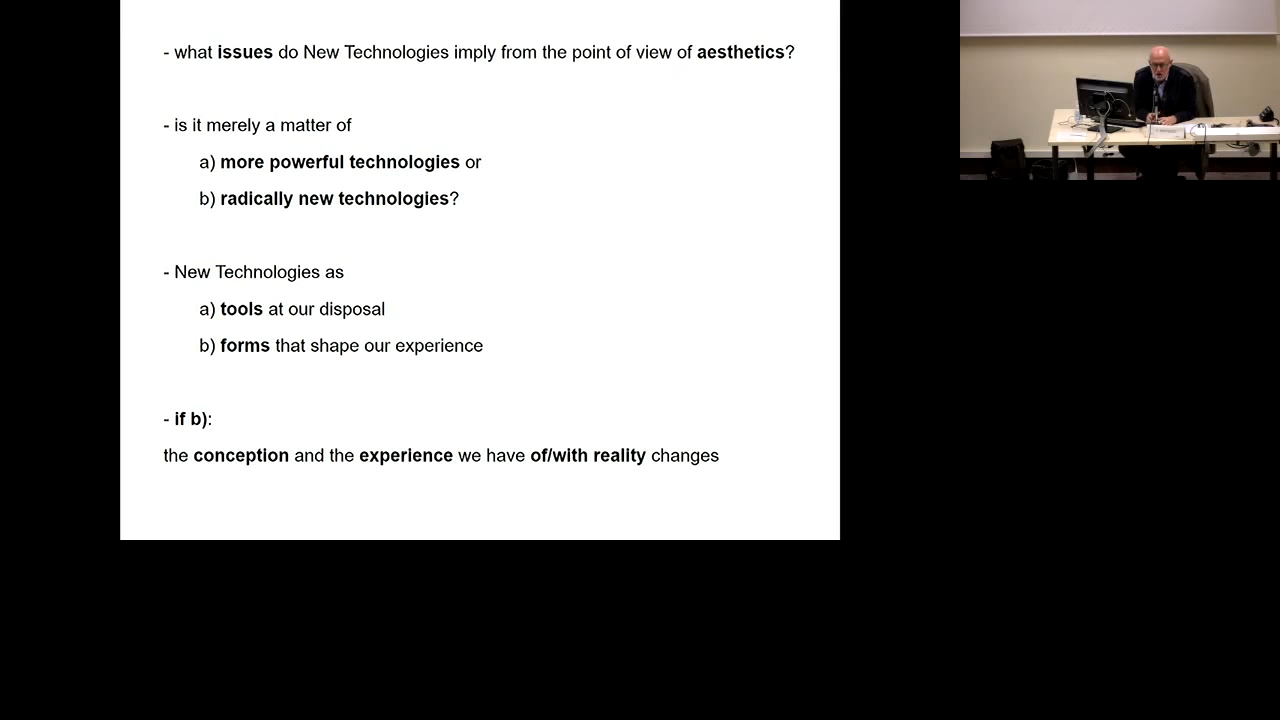 - what issues do New Technologies imply from the point of view of aesthetics?
- is it merely a matter of
a) more powerful technologies or
b) radically new technologies?
- New Technologies as
a) tools at our disposal
b) forms that shape our experience
- if b):
the conception and the experience we have of/with reality changes